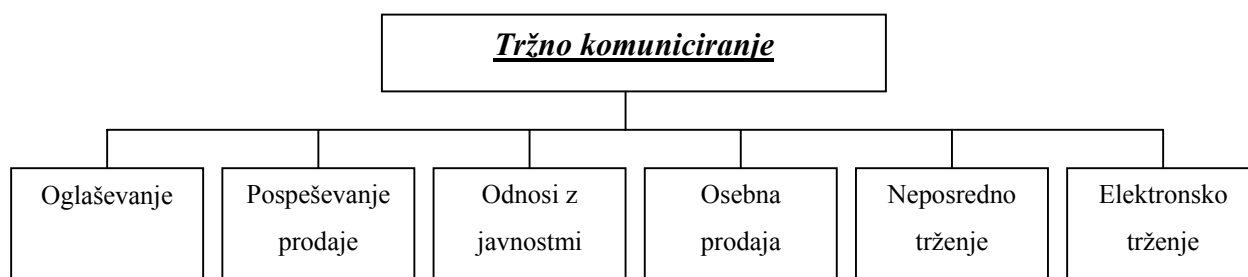 Tržno komuniciranje
Oglaševanje
Pospeševanje
prodaje
Odnosi z
javnostmi
Osebna
prodaja
Neposredno
trženje
Elektronsko
trženje